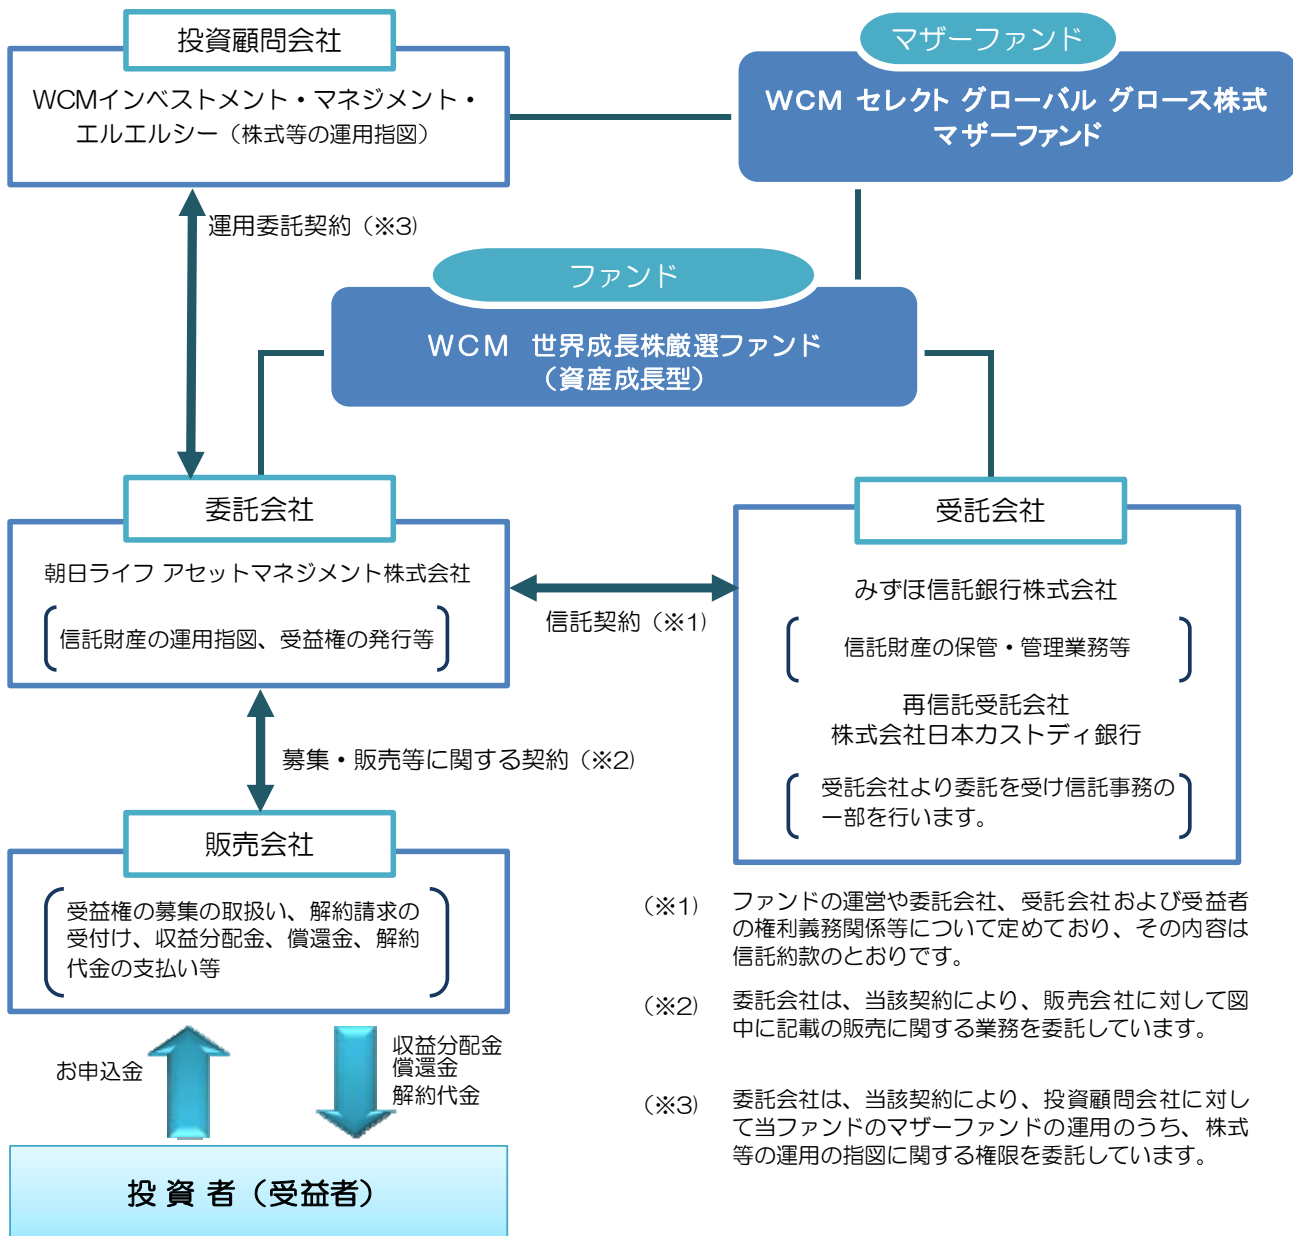 投資顧問会社
WCMインベストメント・マネジメント・
エルエルシー（株式等の運用指図）
マザーファンド
WCM セレクト グローバル グロース株式
マザーファンド
運用委託契約（※3）
ファンド
WCM 世界成長株厳選ファンド
（資産成長型）
委託会社
朝日ライフ アセットマネジメント株式会社
信託財産の運用指図、受益権の発行等
信託契約（※1）
受託会社
みずほ信託銀行株式会社
信託財産の保管・管理業務等
再信託受託会社
株式会社日本カストディ銀行
受託会社より委託を受け信託事務の
一部を行います。
募集・販売等に関する契約（※2）
販売会社
受益権の募集の取扱い、解約請求の
受付け、収益分配金、償還金、解約
代金の支払い等
お申込金
収益分配金
償還金
解約代金
投資者（受益者）
（※1） ファンドの運営や委託会社、受託会社および受益者
の権利義務関係等について定めており、その内容は
信託約款のとおりです。
（※2） 委託会社は、当該契約により、販売会社に対して図
中に記載の販売に関する業務を委託しています。
（※3） 委託会社は、当該契約により、投資顧問会社に対し
て当ファンドのマザーファンドの運用のうち、株式
等の運用の指図に関する権限を委託しています。